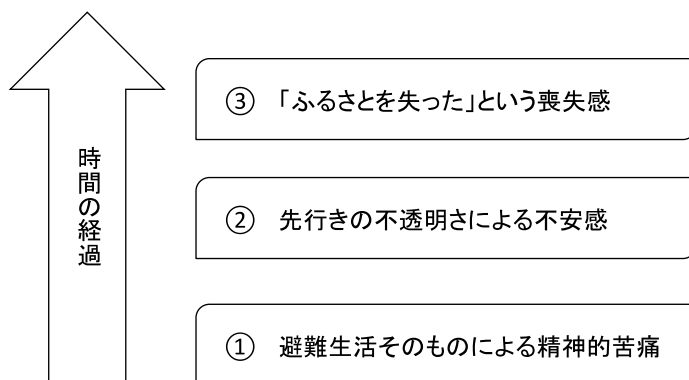 時間の経過
③ 「ふるさとを失った」という喪失感
② 先行きの不透明さによる不安感
① 避難生活そのものによる精神的苦痛